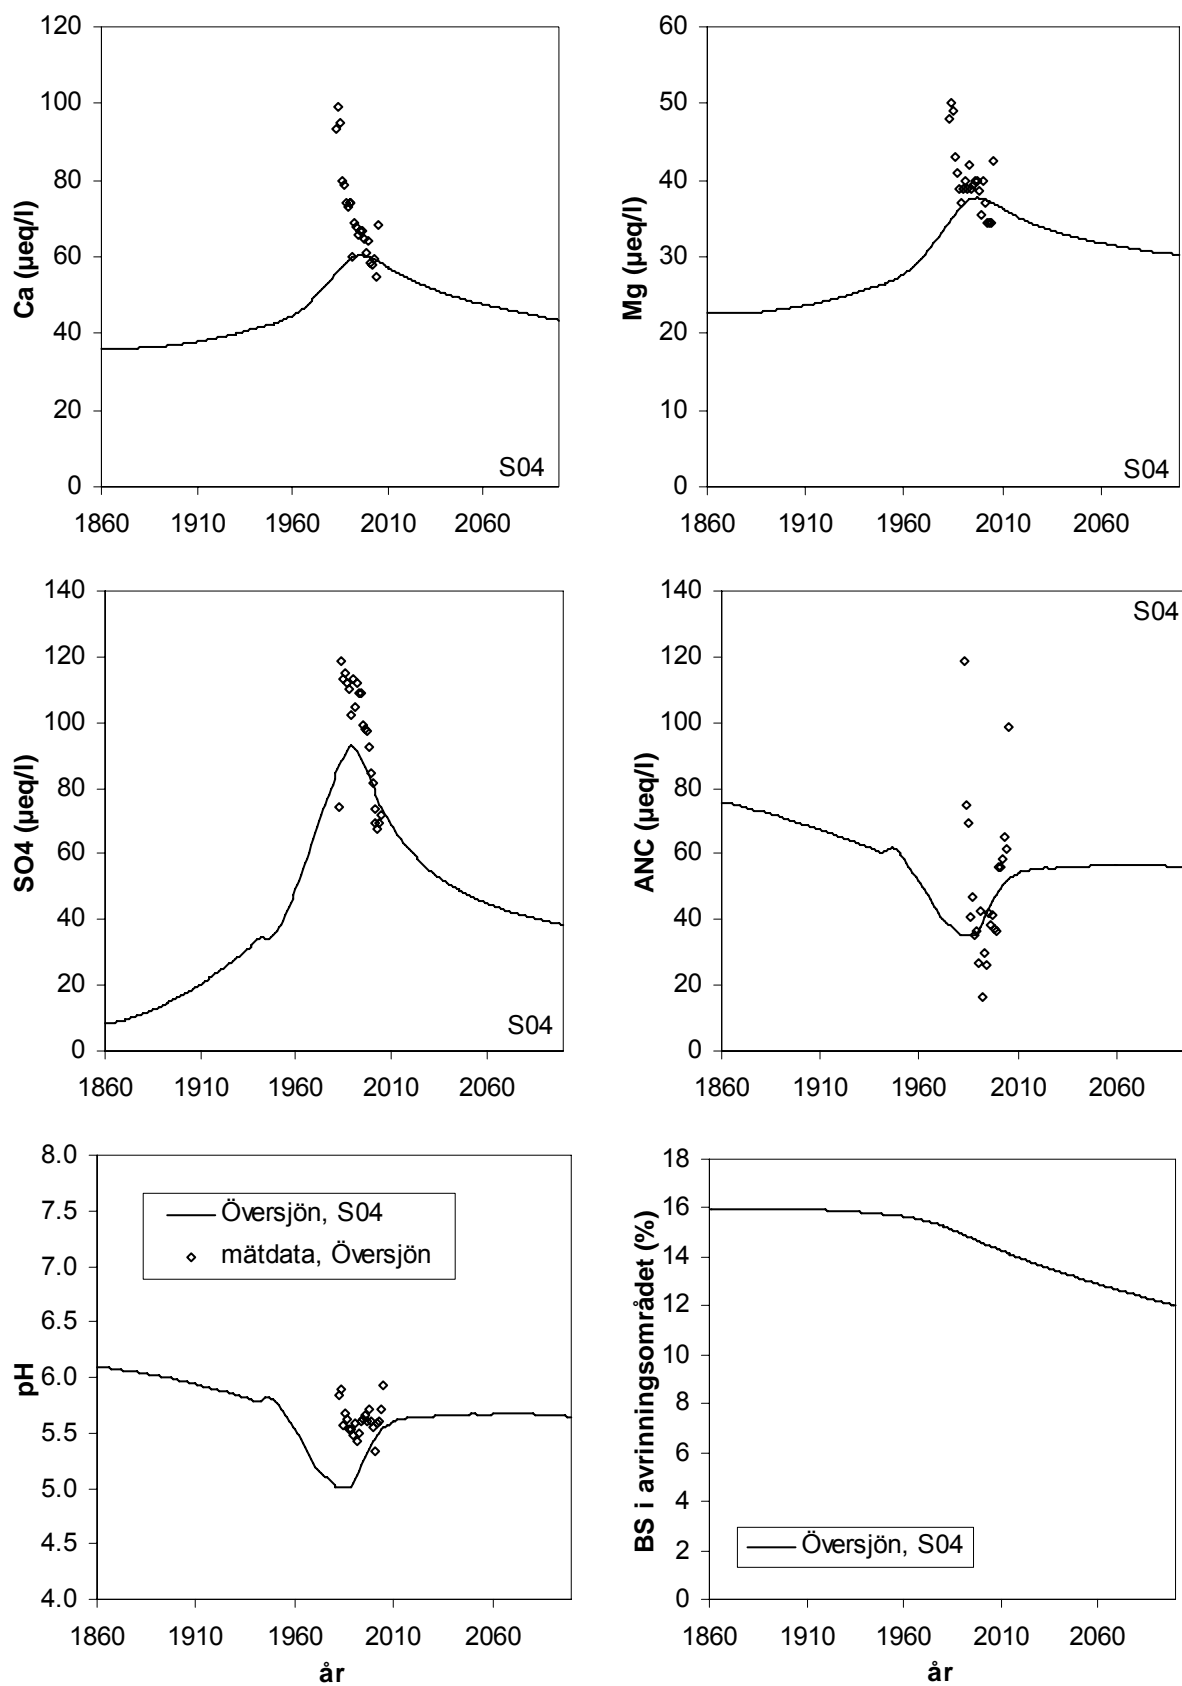 120
100
80
60
40
20
0
Ca (µeq/l)
S04
1860 1910 1960 2010 2060
60
50
40
30
20
10
0
Mg (µeq/l)
S04
1860 1910 1960 2010 2060
140
120
100
80
60
40
20
0
SO4 (µeq/l)
S04
1860 1910 1960 2010 2060
140
120
100
80
60
40
20
0
ANC (µeq/l)
S04
1860 1910 1960 2010 2060
8.0
7.5
7.0
6.5
6.0
5.5
5.0
4.5
4.0
pH
Översjön, S04
mätdata, Översjön
1860 1910 1960 2010 2060
år
18
16
14
12
10
8
6
4
2
0
BS i avrinningsområdet (%)
Översjön, S04
1860 1910 1960 2010 2060
år